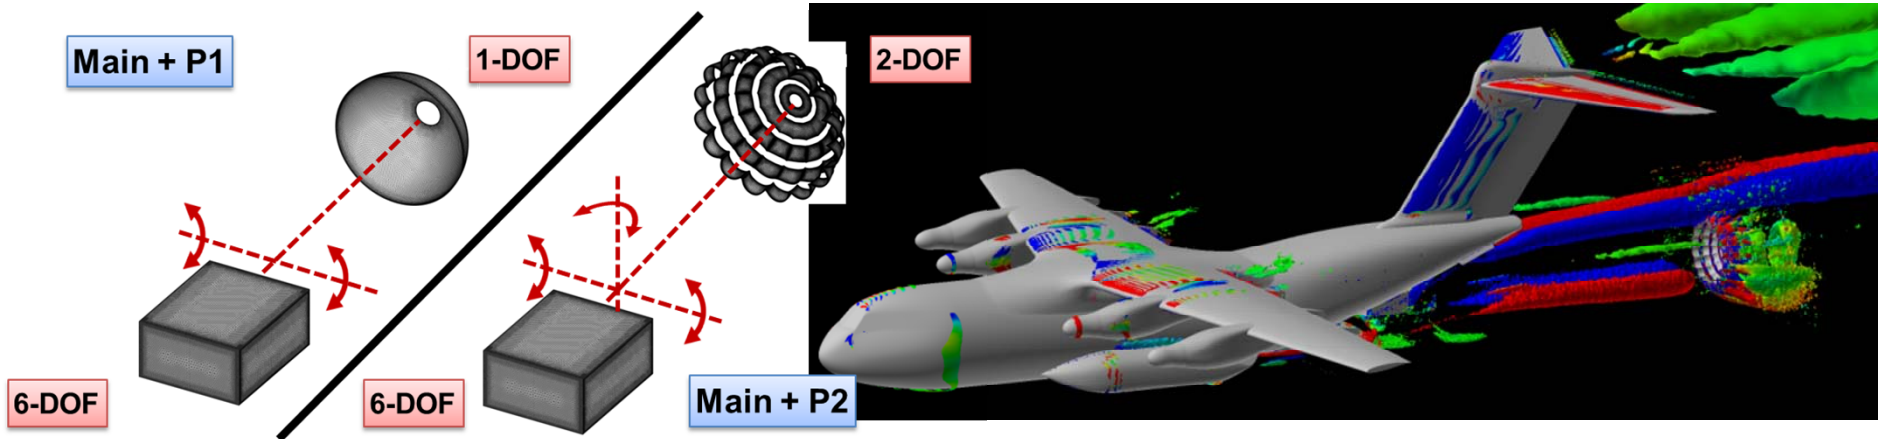 Main + P1
1-DOF
2-DOF
6-DOF
6-DOF
Main + P2